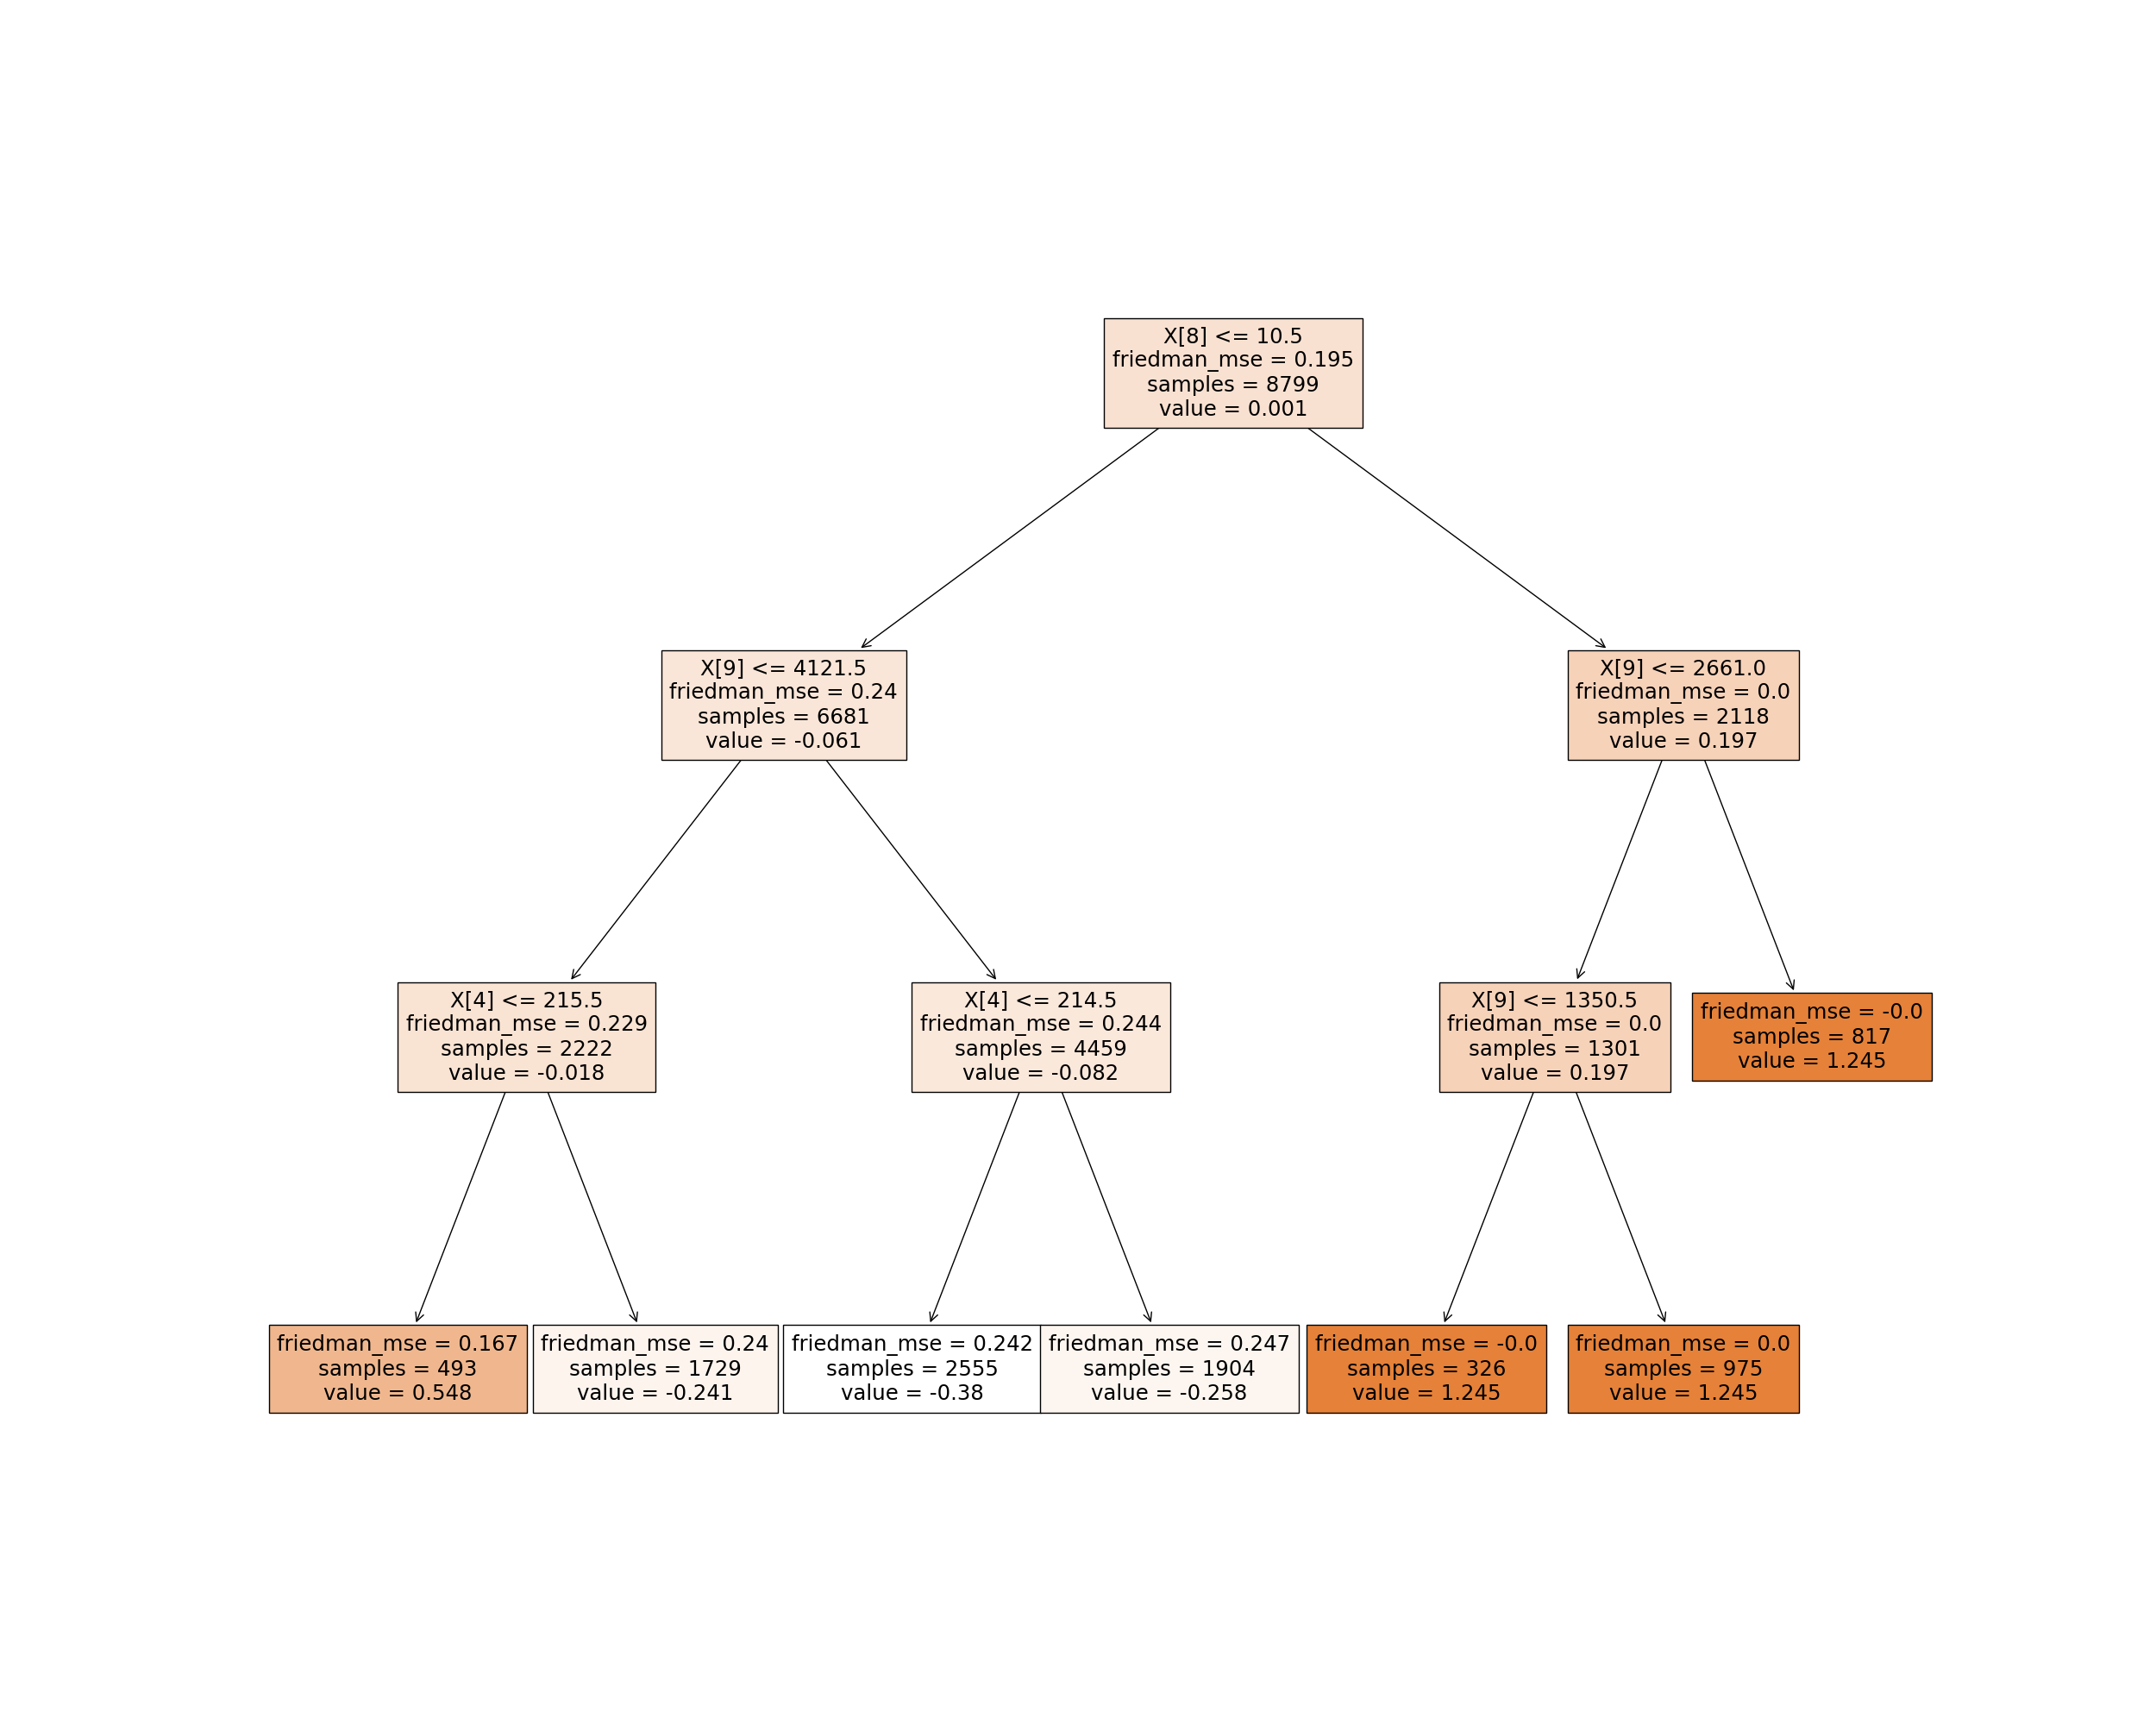 X[8] <= 10.5
friedman_mse = 0.195
samples = 8799
value = 0.001
X[9] <= 4121.5
friedman_mse = 0.24
samples = 6681
value = -0.061
X[9] <= 2661.0
friedman_mse = 0.0
samples = 2118
value = 0.197
X[4] <= 215.5
friedman_mse = 0.229
samples = 2222
value = -0.018
X[4] <= 214.5
friedman_mse = 0.244
samples = 4459
value = -0.082
X[9] <= 1350.5
friedman_mse = 0.0
samples = 1301
value = 0.197
friedman_mse = -0.0
samples = 817
value = 1.245
friedman_mse = 0.167
samples = 493
value = 0.548
friedman_mse = 0.24
samples = 1729
value = -0.241
friedman_mse = 0.242
samples = 2555
value = -0.38
friedman_mse = 0.247
samples = 1904
value = -0.258
friedman_mse = -0.0
samples = 326
value = 1.245
friedman_mse = 0.0
samples = 975
value = 1.245